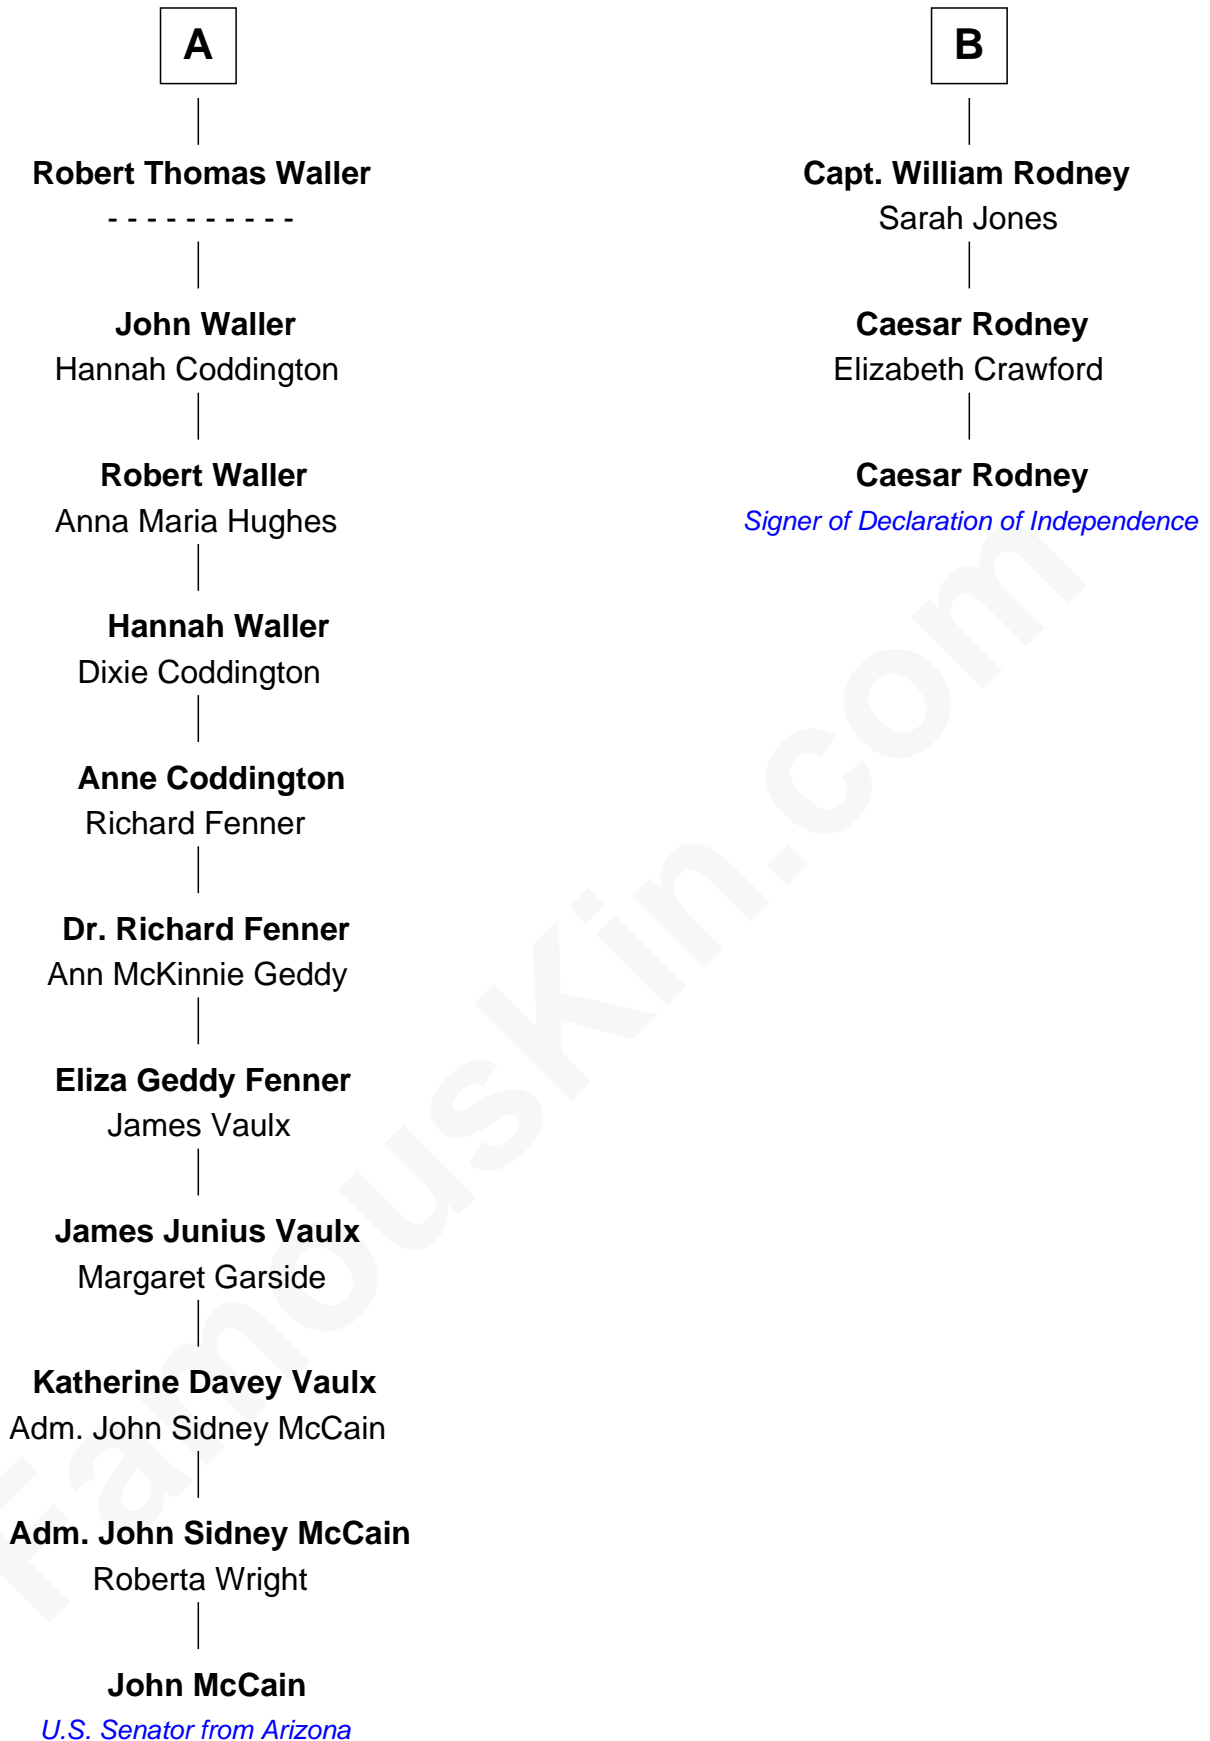 A
Robert Thomas Waller
- - - - - - - - - -
John Waller
Hannah Coddington
Robert Waller
Anna Maria Hughes
Hannah Waller
Dixie Coddington
Anne Coddington
Richard Fenner
Dr. Richard Fenner
Ann McKinnie Geddy
Eliza Geddy Fenner
James Vaulx
James Junius Vaulx
Margaret Garside
Katherine Davey Vaulx
Adm. John Sidney McCain
Adm. John Sidney McCain
Roberta Wright
John McCain
U.S. Senator from Arizona
B
Capt. William Rodney
Sarah Jones
Caesar Rodney
Elizabeth Crawford
Caesar Rodney
Signer of Declaration of Independence
FamousKin.com